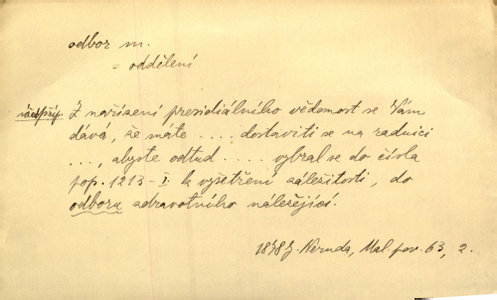 odbor m.
= oddělení
Z nařízení presidiálního vědomost se Vám
dává, že máte .... dostaviti se na radnici
..., abyste odtud .... vybral se do čísla
pop. 1213-I k vyšetření záležitosti, do
odboru zdravotního náležející.
Neruda, Mal. pov. 63, 2.